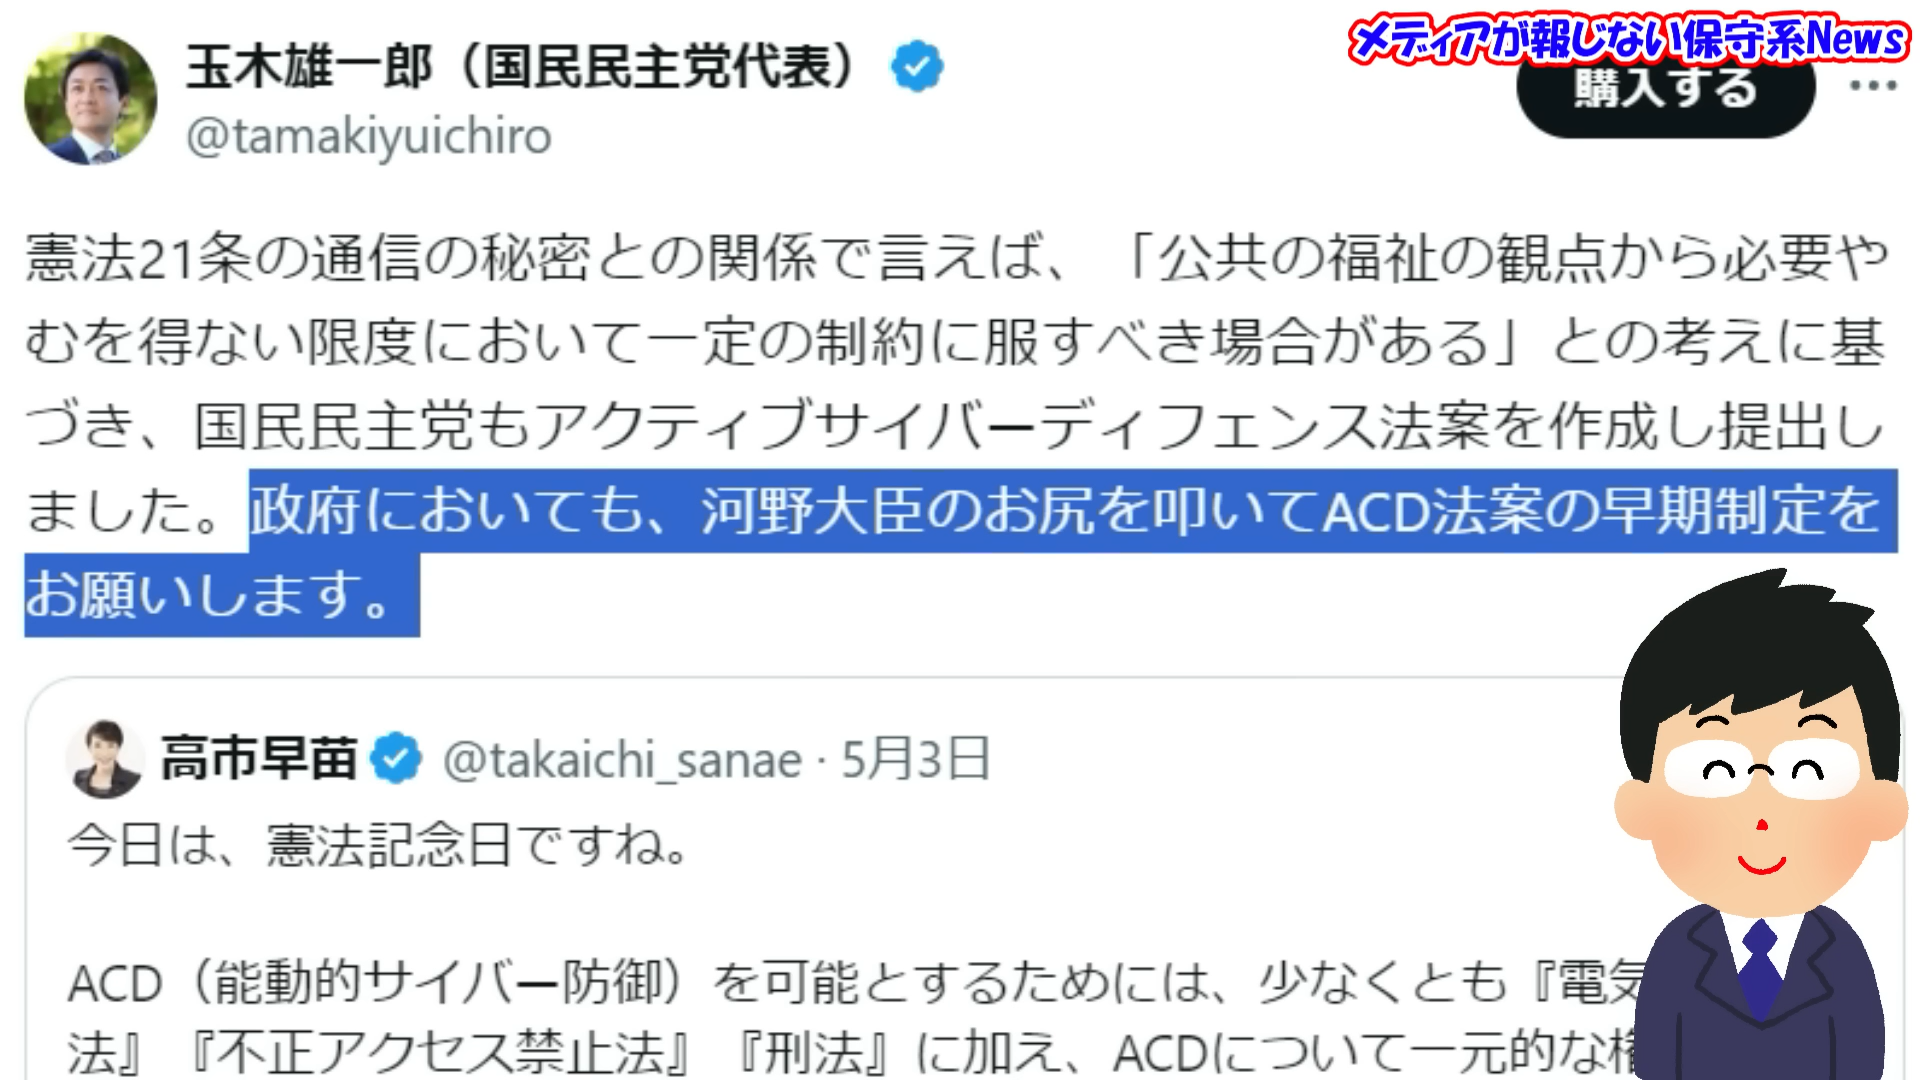 メディアが報じない保守系News
玉木雄一郎（国民民主党代表）
購入する
@tamakiyuichiro
憲法21条の通信の秘密との関係で言えば、「公共の福祉の観点から必要や
むを得ない限度において一定の制約に服すべき場合がある」との考えに基
づき、国民民主党もアクティブサイバーディフェンス法案を作成し提出し
ました。政府においても、河野大臣のお尻を叩いてACD法案の早期制定を
お願いします。
高市早苗 @takaichi_sanae · 5月3日
今日は、憲法記念日ですね。
ACD（能動的サイバー防御）を可能とするためには、少なくとも『電気
法』『不正アクセス禁止法』『刑法』に加え、ACDについて一元的な